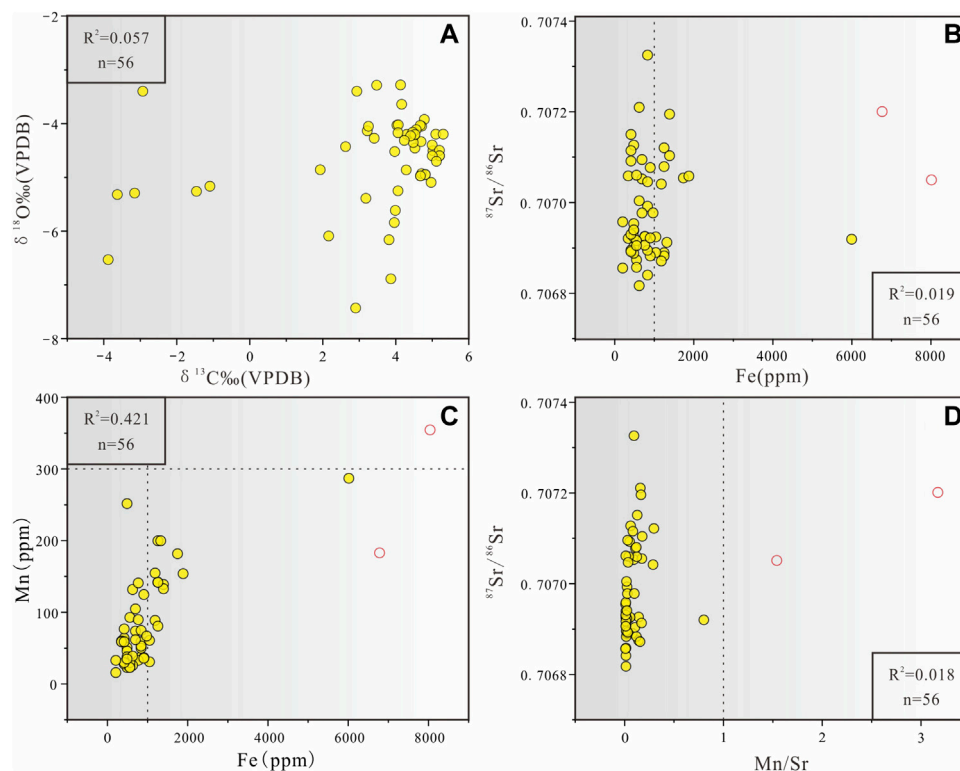 A
R²=0.057
n=56
−2
−4
−6
−8
−4
−2
0
2
4
6
δ ¹⁸O‰(VPDB)
δ ¹³C‰(VPDB)
B
0.7074
0.7072
0.7070
0.7068
0
2000
4000
6000
8000
⁸⁷Sr/⁸⁶Sr
Fe(ppm)
R²=0.019
n=56
C
R²=0.421
n=56
400
300
200
100
0
0
2000
4000
6000
8000
Mn(ppm)
Fe(ppm)
D
0.7074
0.7072
0.7070
0.7068
0
1
2
3
⁸⁷Sr/⁸⁶Sr
Mn/Sr
R²=0.018
n=56